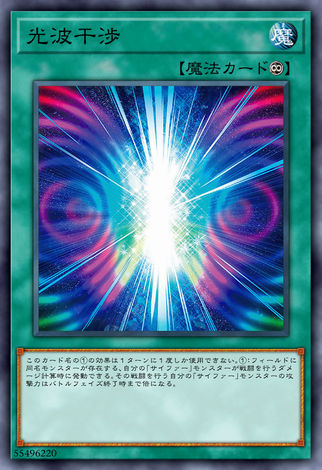 光波干渉
魔
【魔法カード】
このカード名の①の効果は1ターンに1度しか使用できない。①:フィールドに
同名モンスターが存在する、自分の「サイファー」モンスターが戦闘を行うダメ
ージ計算時に発動できる。その戦闘を行う自分の「サイファー」モンスターの攻
撃力はバトルフェイズ終了時まで倍になる。
55496220